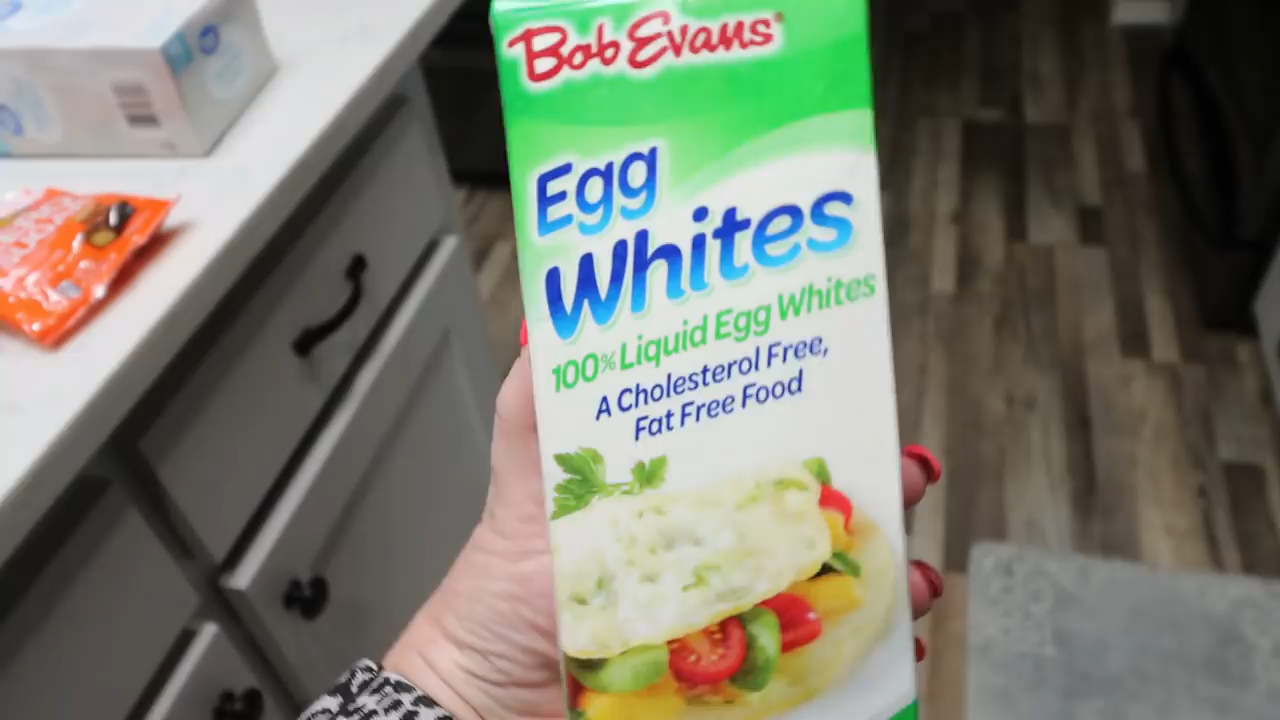 Bob Evans®
Egg
Whites
100% Liquid Egg Whites
A Cholesterol Free,
Fat Free Food